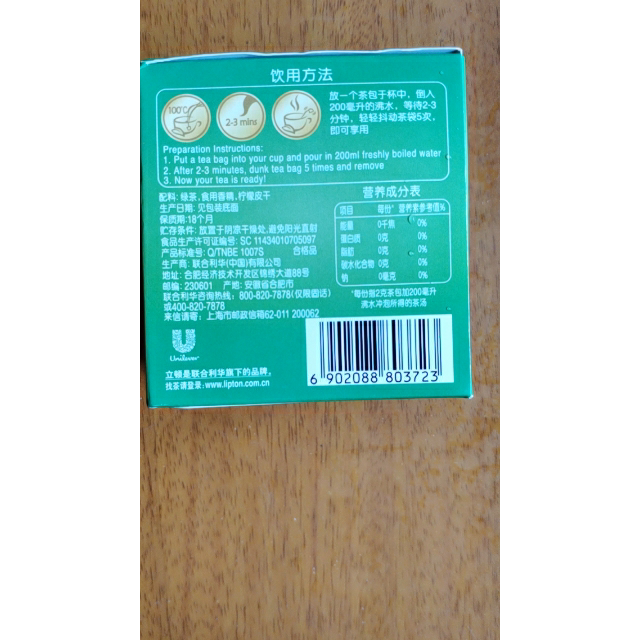 饮用方法
100℃
2-3 mins
放一个茶包于杯中，倒入
200毫升的沸水，等待2-3
分钟，轻轻抖动茶袋5次，
即可享用
Preparation Instructions:
1. Put a tea bag into your cup and pour in 200ml freshly boiled water
2. After 2-3 minutes, dunk tea bag 5 times and remove
3. Now your tea is ready!
配料: 绿茶,食用香精,柠檬皮干
生产日期: 见包装底面
保质期:18个月
贮存条件: 放置于阴凉干燥处,避免阳光直射
食品生产许可证编号: SC 11434010705097
产品标准号: Q/TNBE 1007S 合格品
生产商: 联合利华(中国)有限公司
地址: 合肥经济技术开发区锦绣大道88号
邮编: 230601 产地: 安徽省合肥市
联合利华咨询热线: 800-820-7878(仅限固话)
或400-820-7878
来信请寄: 上海市邮政信箱62-011 200062
营养成分表
项目 每份* 营养素参考值%
能量 0千焦 0%
蛋白质 0克 0%
脂肪 0克 0%
碳水化合物 0克 0%
钠 0毫克 0%
*每份指2克茶包加200毫升
沸水冲泡所得的茶汤
Unilever
立顿是联合利华旗下的品牌。
找茶请登录:www.lipton.com.cn
6 902088 803723